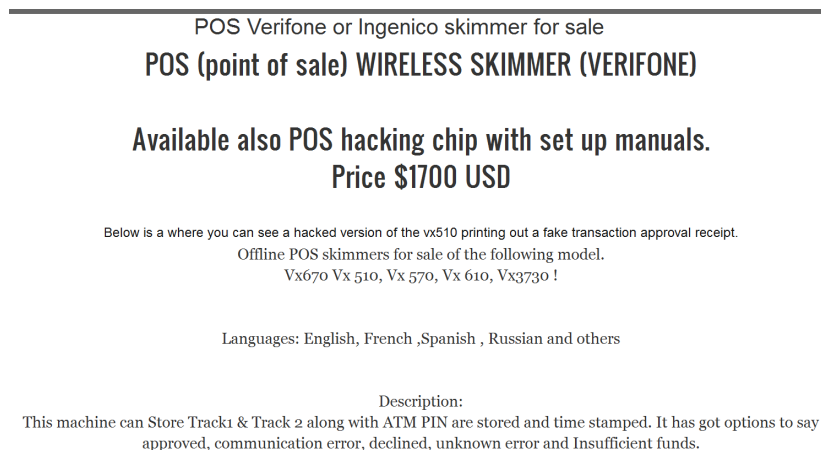 POS Verifone or Ingenico skimmer for sale
POS (point of sale) WIRELESS SKIMMER (VERIFONE)
Available also POS hacking chip with set up manuals.
Price $1700 USD
Below is a where you can see a hacked version of the vx510 printing out a fake transaction approval receipt.
Offline POS skimmers for sale of the following model.
Vx670 Vx 510, Vx 570, Vx 610, Vx3730 !
Languages: English, French ,Spanish , Russian and others
Description:
This machine can Store Track1 & Track 2 along with ATM PIN are stored and time stamped. It has got options to say
approved, communication error, declined, unknown error and Insufficient funds.